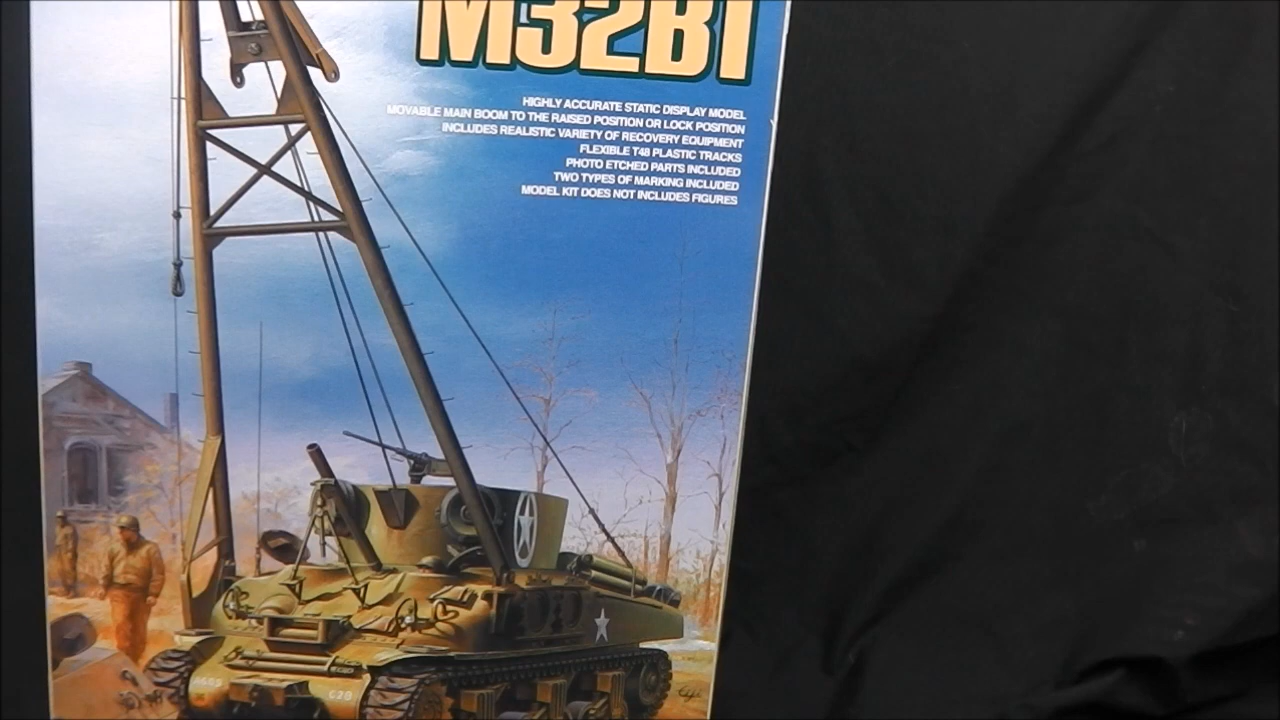 M32B1
HIGHLY ACCURATE STATIC DISPLAY MODEL
MOVABLE MAIN BOOM TO THE RAISED POSITION OR LOCK POSITION
INCLUDES REALISTIC VARIETY OF RECOVERY EQUIPMENT
FLEXIBLE T48 PLASTIC TRACKS
PHOTO ETCHED PARTS INCLUDED
TWO TYPES OF MARKING INCLUDED
MODEL KIT DOES NOT INCLUDES FIGURES
C20